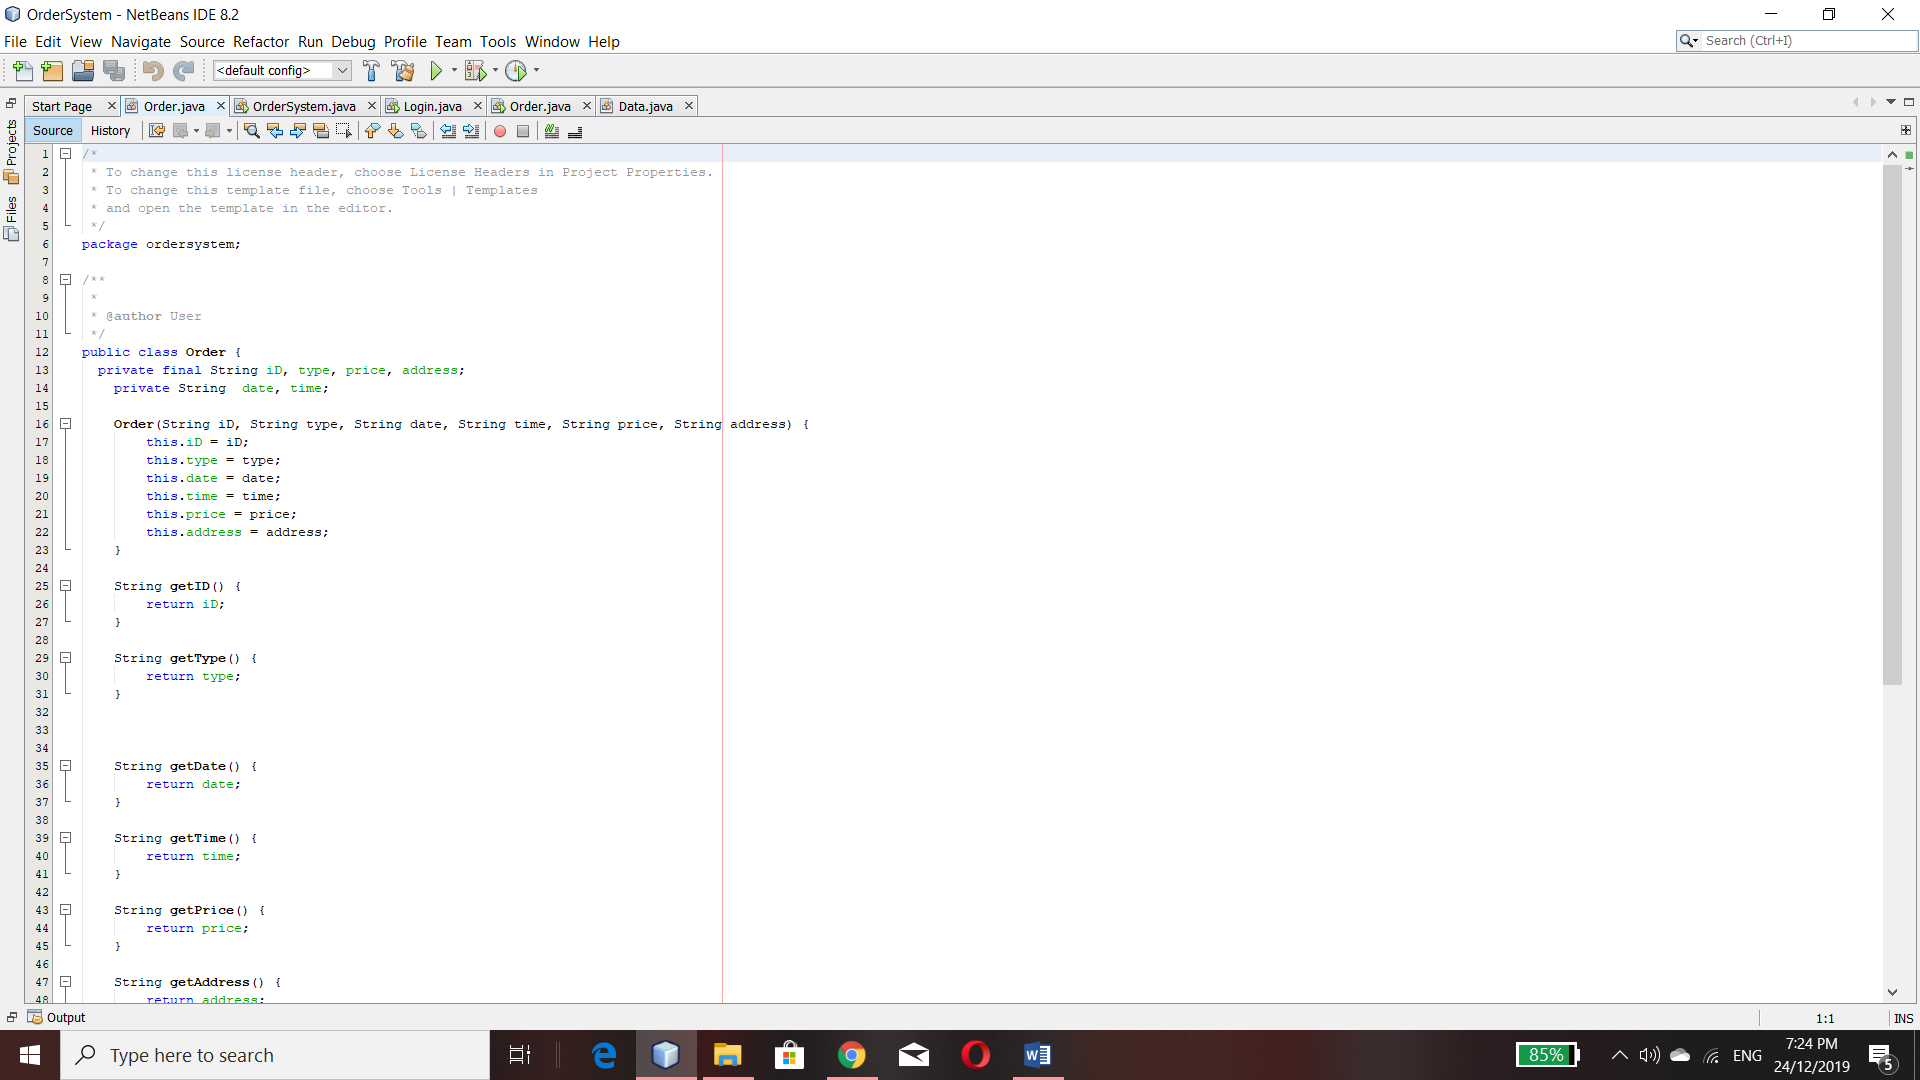 OrderSystem - NetBeans IDE 8.2
File Edit View Navigate Source Refactor Run Debug Profile Team Tools Window Help
Search (Ctrl+I)
<default config>
Start Page Order.java OrderSystem.java Login.java Order.java Data.java
Source History
Projects
Files
1 /*
2 * To change this license header, choose License Headers in Project Properties.
3 * To change this template file, choose Tools | Templates
4 * and open the template in the editor.
5 */
6 package ordersystem;
7
8 /**
9 *
10 * @author User
11 */
12 public class Order {
13 private final String iD, type, price, address;
14 private String  date, time;
15
16 Order(String iD, String type, String date, String time, String price, String address) {
17 this.iD = iD;
18 this.type = type;
19 this.date = date;
20 this.time = time;
21 this.price = price;
22 this.address = address;
23 }
24
25 String getID() {
26 return iD;
27 }
28
29 String getType() {
30 return type;
31 }
32
33
34
35 String getDate() {
36 return date;
37 }
38
39 String getTime() {
40 return time;
41 }
42
43 String getPrice() {
44 return price;
45 }
46
47 String getAddress() {
48 return address;
Output
1:1 INS
Type here to search
85%
ENG
7:24 PM
24/12/2019
5